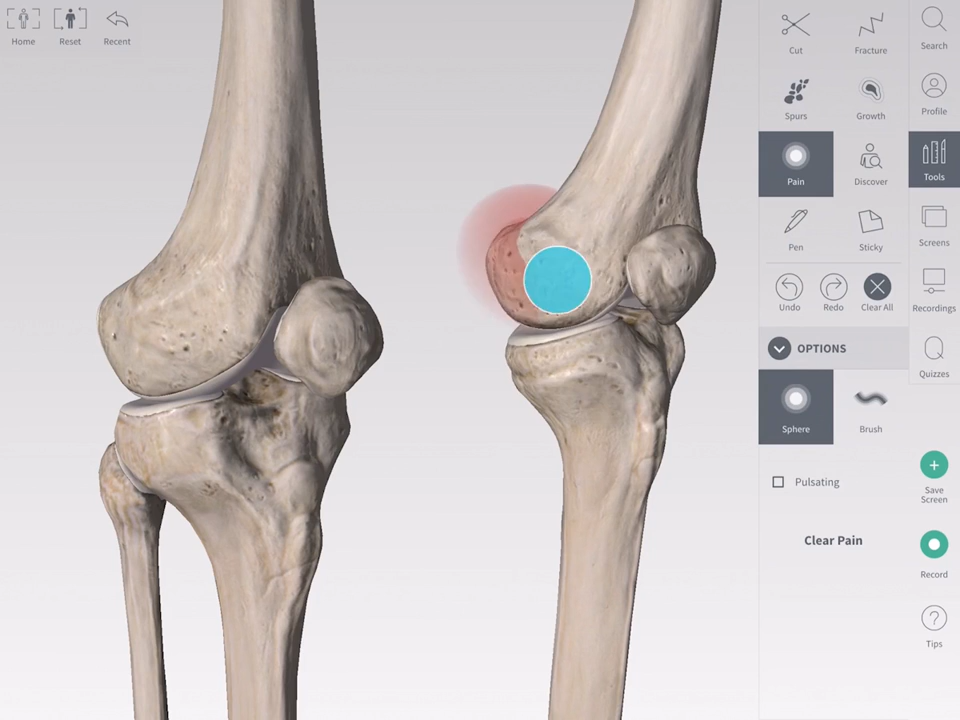 Home
Reset
Recent
Cut
Fracture
Search
Spurs
Growth
Profile
Pain
Discover
Tools
Pen
Sticky
Screens
Undo
Redo
Clear All
Recordings
OPTIONS
Quizzes
Sphere
Brush
Pulsating
Save
Screen
Clear Pain
Record
Tips